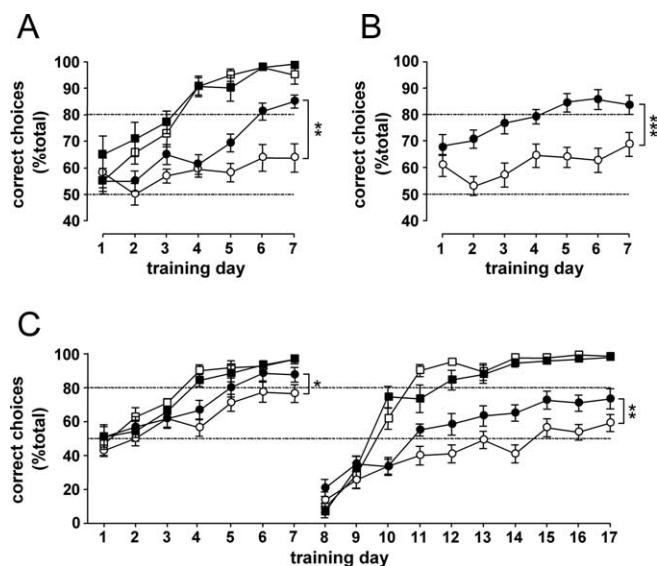 A
correct choices
(%total)
100
90
80
70
60
50
40
**
1 2 3 4 5 6 7
training day
B
correct choices
(%total)
100
90
80
70
60
50
40
***
1 2 3 4 5 6 7
training day
C
correct choices
(%total)
100
80
60
40
20
0
*
**
1 2 3 4 5 6 7 8 9 10 11 12 13 14 15 16 17
training day